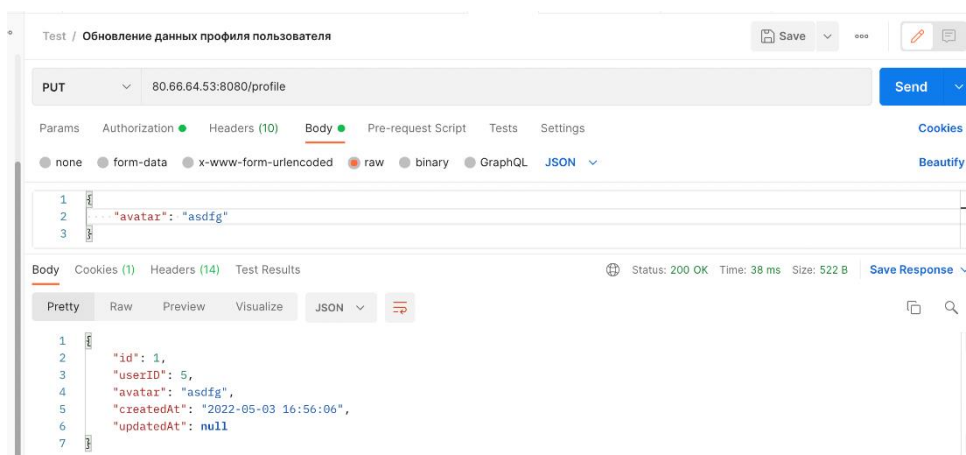 Test / Обновление данных профиля пользователя Save
PUT 80.66.64.53:8080/profile Send
Params Authorization Headers (10) Body Pre-request Script Tests Settings Cookies
none form-data x-www-form-urlencoded raw binary GraphQL JSON Beautify
1 {
2 "avatar": "asdfg"
3 }
Body Cookies (1) Headers (14) Test Results Status: 200 OK Time: 38 ms Size: 522 B Save Response
Pretty Raw Preview Visualize JSON
1 {
2 "id": 1,
3 "userID": 5,
4 "avatar": "asdfg",
5 "createdAt": "2022-05-03 16:56:06",
6 "updatedAt": null
7 }